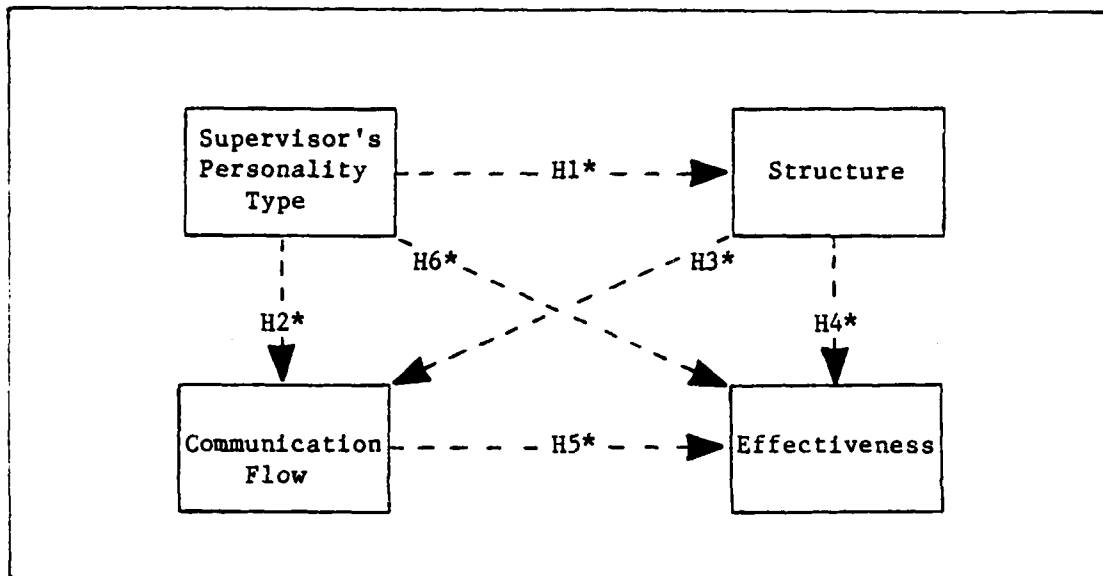 Supervisor's
Personality
Type
H1*
Structure
H6*
H3*
H2*
H4*
Communication
Flow
H5*
Effectiveness